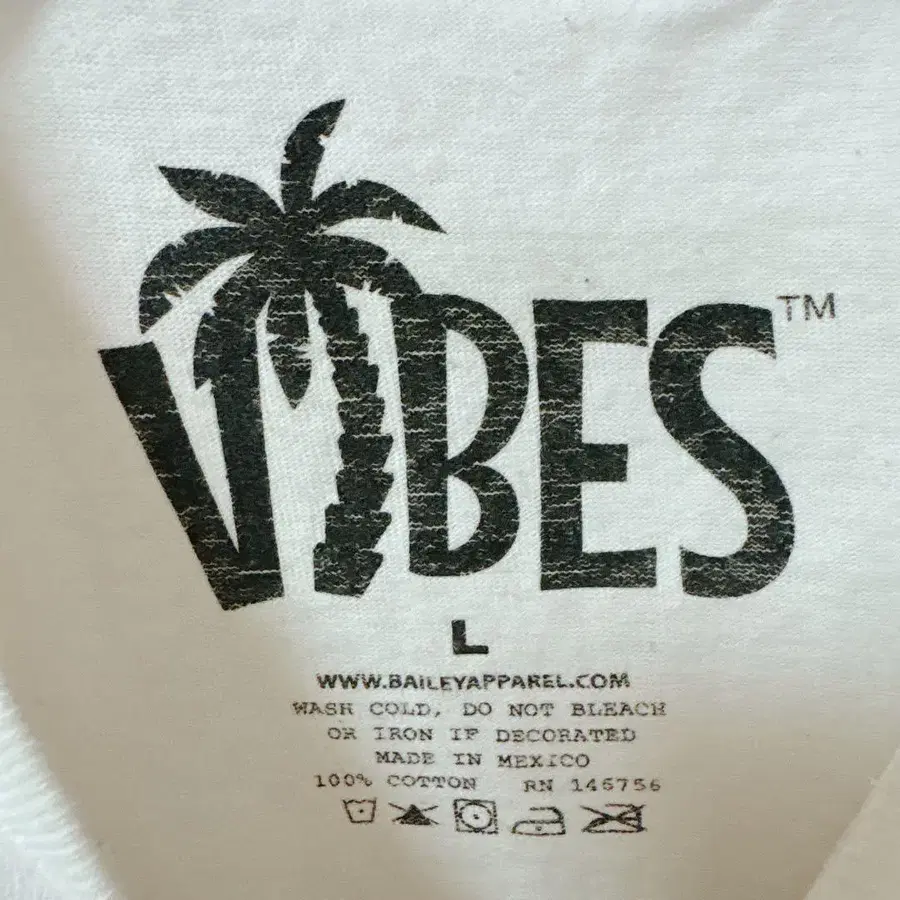 VIBES™
L
WWW.BAILEYAPPAREL.COM
WASH COLD, DO NOT BLEACH
OR IRON IF DECORATED
MADE IN MEXICO
100% COTTON RN 146756